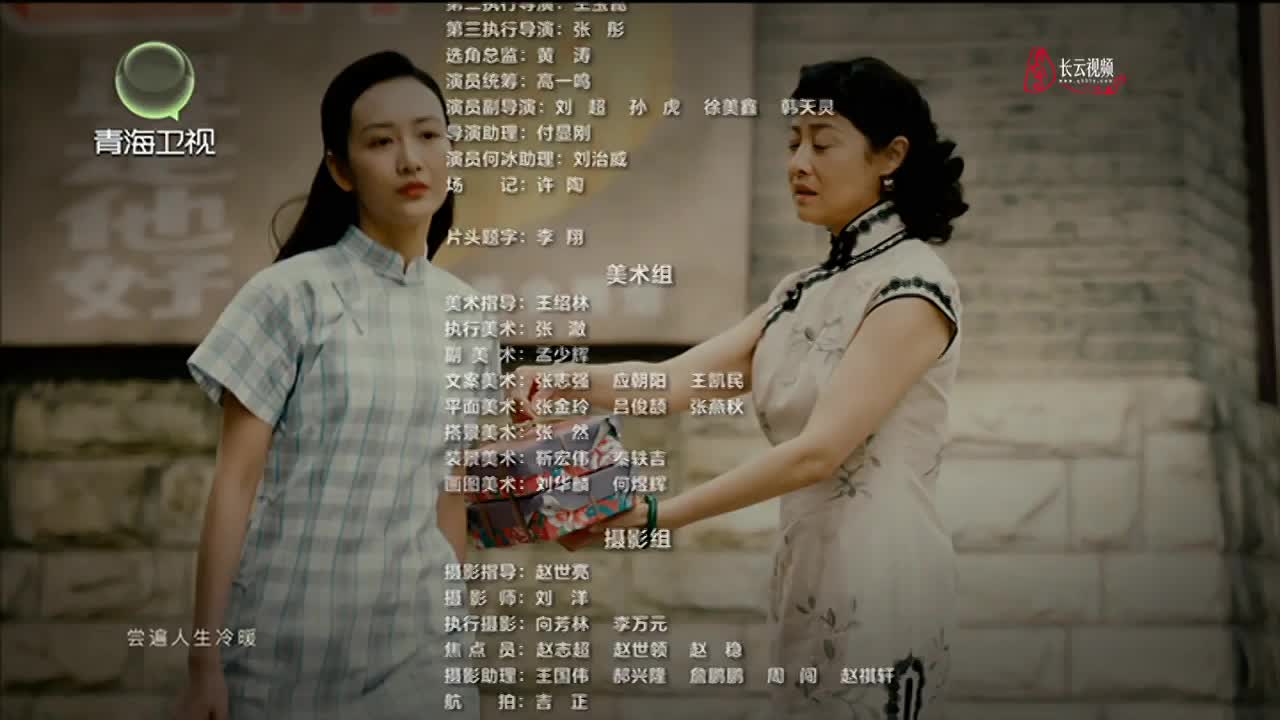 第三执行导演：张 彤
选角总监：黄 涛
演员统筹：高一鸣
演员副导演：刘 超 孙 虎 徐美鑫 韩天灵
导演助理：付显刚
演员何冰助理：刘治威
场 记：许 陶
片头题字：李 翔
美术组
美术指导：王绍林
执行美术：张 澈
副 美 术：孟少辉
文案美术：张志强 应朝阳 王凯民
平面美术：张金玲 吕俊颉 张燕秋
搭景美术：张 然
装景美术：靳宏伟 秦轶吉
画图美术：刘华麟 何煜辉
摄影组
摄影指导：赵世亮
摄 影 师：刘 洋
执行摄影：向芳林 李万元
焦 点 员：赵志超 赵世领 赵 稳
摄影助理：王国伟 郝兴隆 詹鹏鹏 周 闯 赵祺轩
航 拍：吉 正
青海卫视
长云视频
尝遍人生冷暖
他
好